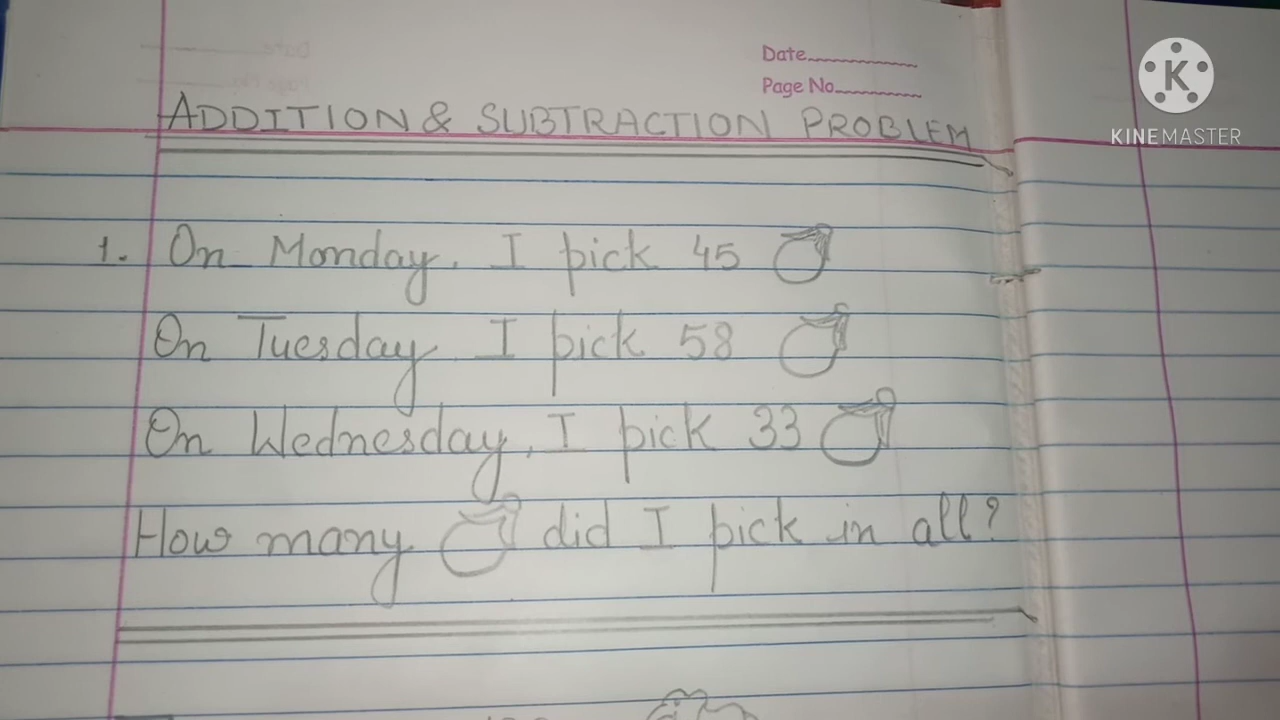 Date
Page No.
K
KINEMASTER
ADDITION & SUBTRACTION PROBLEM
1. On Monday, I pick 45
On Tuesday, I pick 58
On Wednesday, I pick 33
How many did I pick in all?